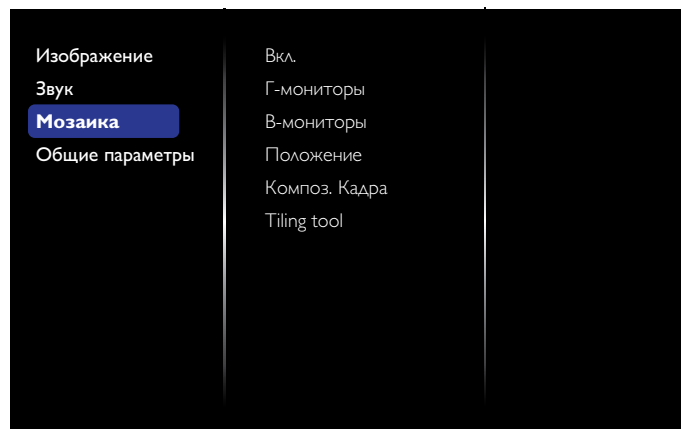 Изображение
Звук
Мозаика
Общие параметры
Вкл.
Г-мониторы
В-мониторы
Положение
Композ. Кадра
Tiling tool